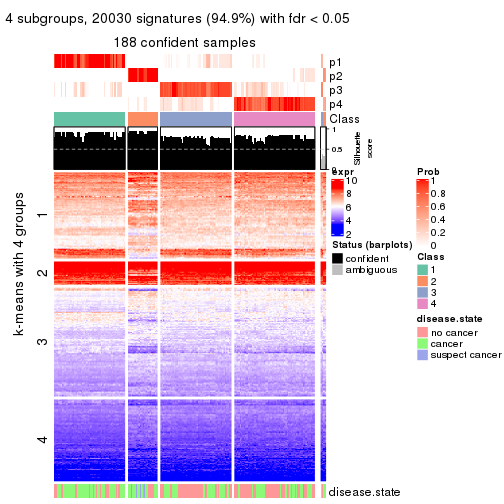 4 subgroups, 20030 signatures (94.9%) with fdr < 0.05
188 confident samples
p1
p2
p3
p4
Class
1
0.5
0
Silhouette
score
k-means with 4 groups
1
2
3
4
disease.state
expr
10
8
6
4
2
Status (barplots)
confident
ambiguous
Prob
1
0.8
0.6
0.4
0.2
0
Class
1
2
3
4
disease.state
no cancer
cancer
suspect cancer